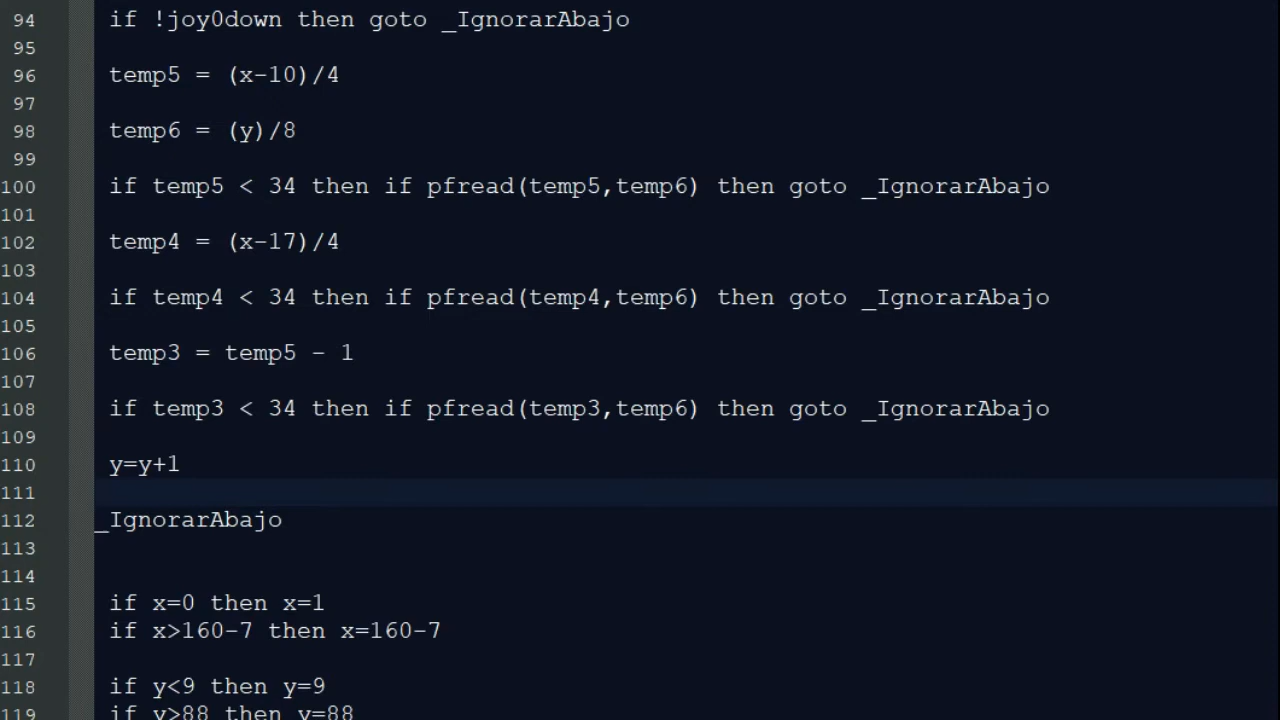 94 if !joy0down then goto _IgnorarAbajo
95
96 temp5 = (x-10)/4
97
98 temp6 = (y)/8
99
100 if temp5 < 34 then if pfread(temp5,temp6) then goto _IgnorarAbajo
101
102 temp4 = (x-17)/4
103
104 if temp4 < 34 then if pfread(temp4,temp6) then goto _IgnorarAbajo
105
106 temp3 = temp5 - 1
107
108 if temp3 < 34 then if pfread(temp3,temp6) then goto _IgnorarAbajo
109
110 y=y+1
111
112 _IgnorarAbajo
113
114
115 if x=0 then x=1
116 if x>160-7 then x=160-7
117
118 if y<9 then y=9
119 if y>88 then y=88